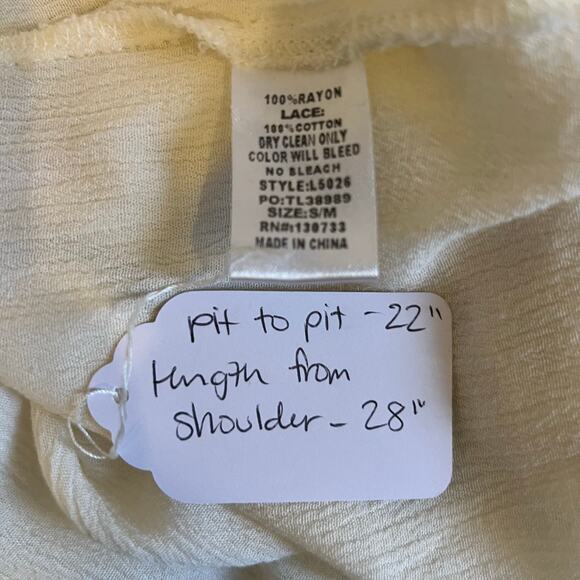 100%RAYON
LACE:
100%COTTON
DRY CLEAN ONLY
COLOR WILL BLEED
NO BLEACH
STYLE:L5026
PO:TL38989
SIZE:S/M
RN#:130733
MADE IN CHINA
pit to pit - 22"
length from
shoulder - 28"